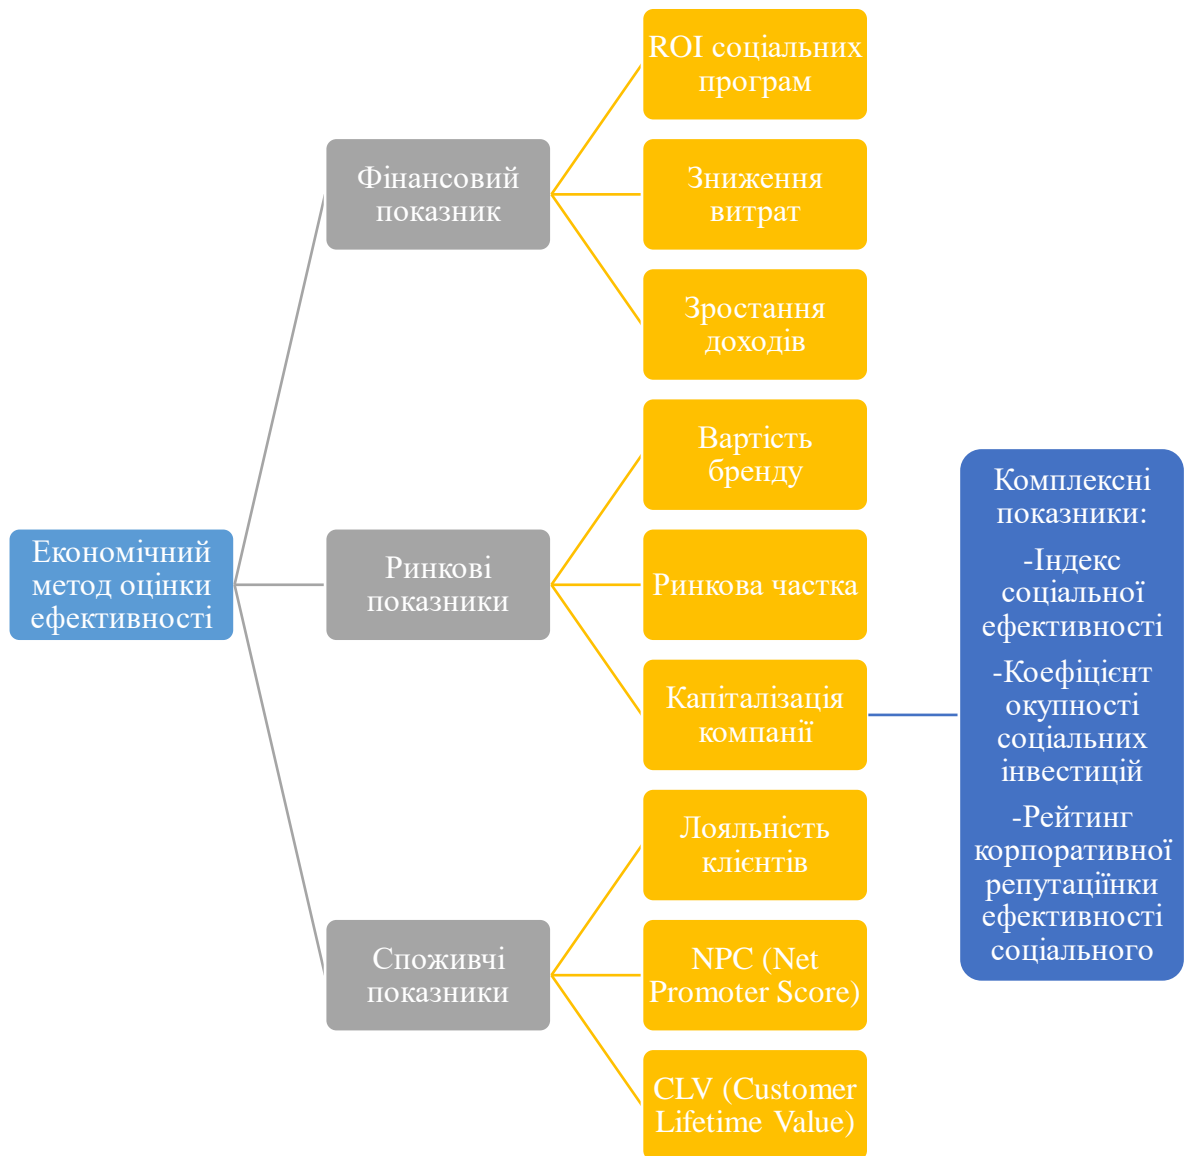 ROI соціальних
програм
Фінансовий
показник
Зниження
витрат
Зростання
доходів
Економічний
метод оцінки
ефективності
Ринкові
показники
Вартість
бренду
Ринкова частка
Капіталізація
компанії
Комплексні
показники:
-Індекс
соціальної
ефективності
-Коефіцієнт
окупності
соціальних
інвестицій
-Рейтинг
корпоративної
репутаціїнки
ефективності
соціального
Споживчі
показники
Лояльність
клієнтів
NPC (Net
Promoter Score)
CLV (Customer
Lifetime Value)